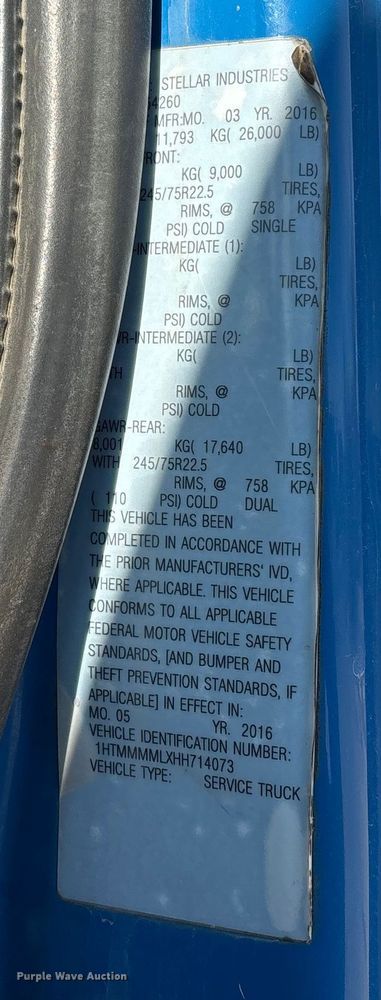 STELLAR INDUSTRIES
4260
MFR:MO. 03 YR. 2016
11,793 KG( 26,000 LB)
RONT:
KG( 9,000 LB)
245/75R22.5 TIRES,
RIMS, @ 758 KPA
PSI) COLD SINGLE
-INTERMEDIATE (1):
KG( LB)
TIRES,
RIMS, @ KPA
PSI) COLD
R-INTERMEDIATE (2):
KG( LB)
TH TIRES,
RIMS, @ KPA
PSI) COLD
GAWR-REAR:
8,001 KG( 17,640 LB)
WITH 245/75R22.5 TIRES,
RIMS, @ 758 KPA
( 110 PSI) COLD DUAL
THIS VEHICLE HAS BEEN
COMPLETED IN ACCORDANCE WITH
THE PRIOR MANUFACTURERS' IVD,
WHERE APPLICABLE. THIS VEHICLE
CONFORMS TO ALL APPLICABLE
FEDERAL MOTOR VEHICLE SAFETY
STANDARDS, [AND BUMPER AND
THEFT PREVENTION STANDARDS, IF
APPLICABLE] IN EFFECT IN:
MO. 05 YR. 2016
VEHICLE IDENTIFICATION NUMBER:
1HTMMMMLXHH714073
VEHICLE TYPE: SERVICE TRUCK
Purple Wave Auction